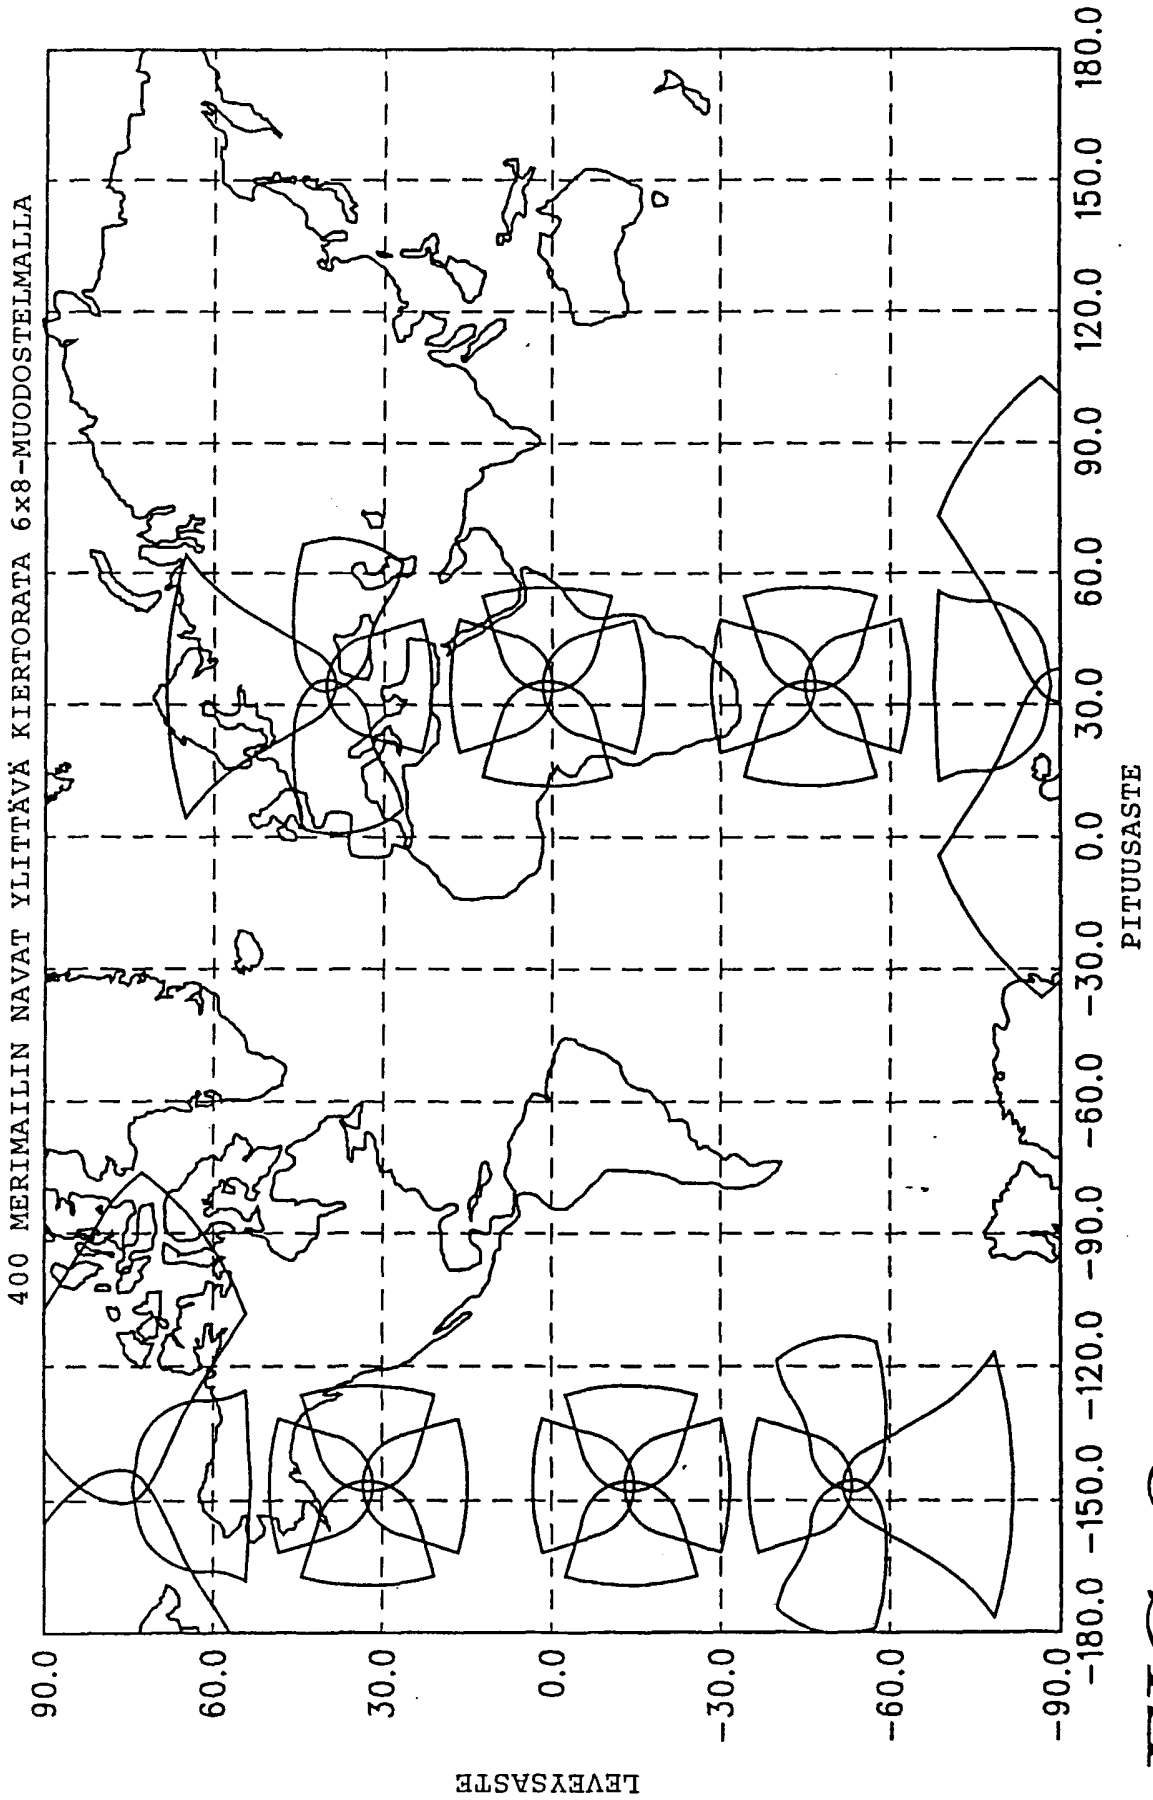 400 MERIMAILIN NAVAT YLITTÄVÄ KIERTORATA 6x8-MUODOSTELMALLA
LEVEYSASTE
90.0
60.0
30.0
0.0
-30.0
-60.0
-90.0
-180.0 -150.0 -120.0 -90.0 -60.0 -30.0 0.0 30.0 60.0 90.0 120.0 150.0 180.0
PITUUSASTE